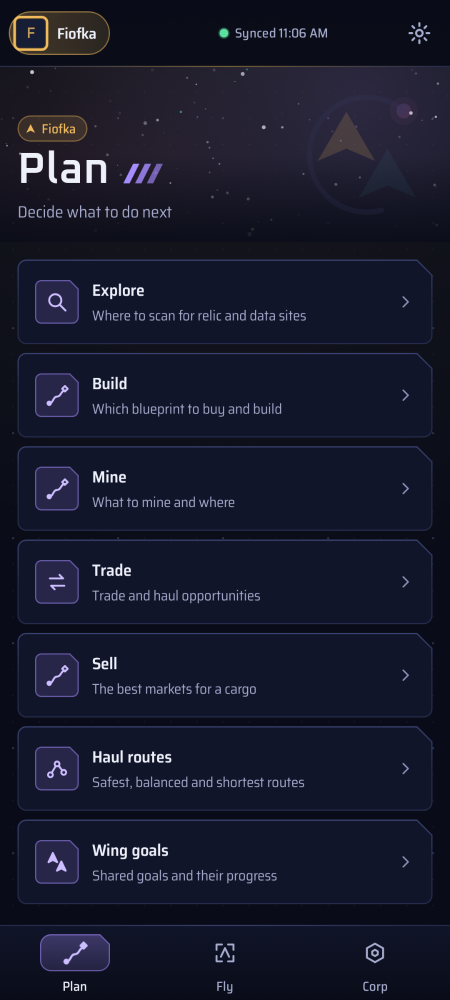 F Fiofka
Synced 11:06 AM
Fiofka
Plan
Decide what to do next
Explore
Where to scan for relic and data sites
Build
Which blueprint to buy and build
Mine
What to mine and where
Trade
Trade and haul opportunities
Sell
The best markets for a cargo
Haul routes
Safest, balanced and shortest routes
Wing goals
Shared goals and their progress
Plan
Fly
Corp